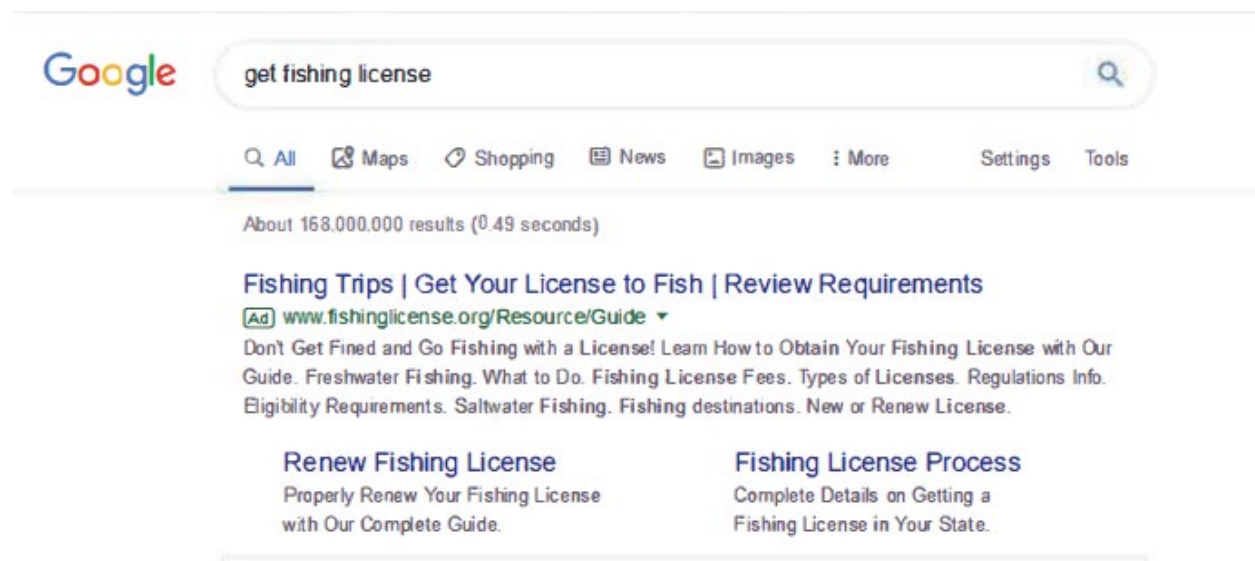 Google
get fishing license
All Maps Shopping News Images More Settings Tools
About 168,000,000 results (0.49 seconds)
Fishing Trips | Get Your License to Fish | Review Requirements
Ad www.fishinglicense.org/Resource/Guide
Don't Get Fined and Go Fishing with a License! Learn How to Obtain Your Fishing License with Our
Guide. Freshwater Fishing. What to Do. Fishing License Fees. Types of Licenses. Regulations Info.
Eligibility Requirements. Saltwater Fishing. Fishing destinations. New or Renew License.
Renew Fishing License
Properly Renew Your Fishing License
with Our Complete Guide.
Fishing License Process
Complete Details on Getting a
Fishing License in Your State.